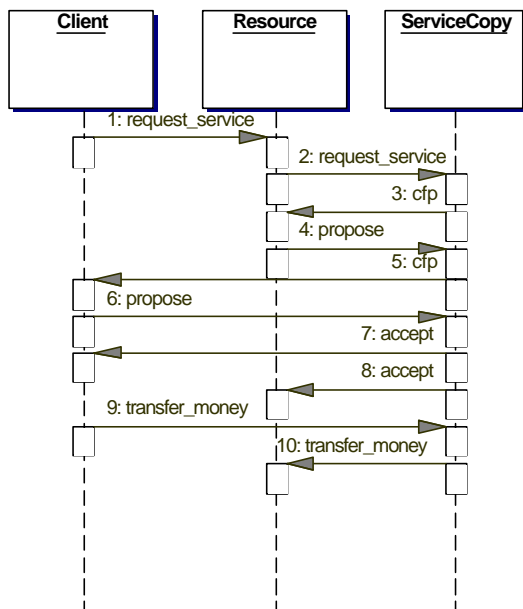 Client
Resource
ServiceCopy
1: request_service
2: request_service
3: cfp
4: propose
5: cfp
6: propose
7: accept
8: accept
9: transfer_money
10: transfer_money